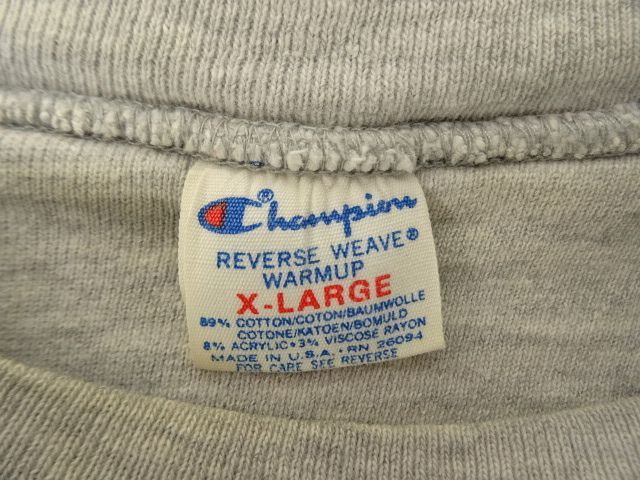 Champion®
REVERSE WEAVE®
WARMUP
X-LARGE
89% COTTON/COTON/BAUMWOLLE
COTONE/KATOEN/BOMULD
8% ACRYLIC•3% VISCOSE RAYON
MADE IN U.S.A.•RN 26094
FOR CARE SEE REVERSE